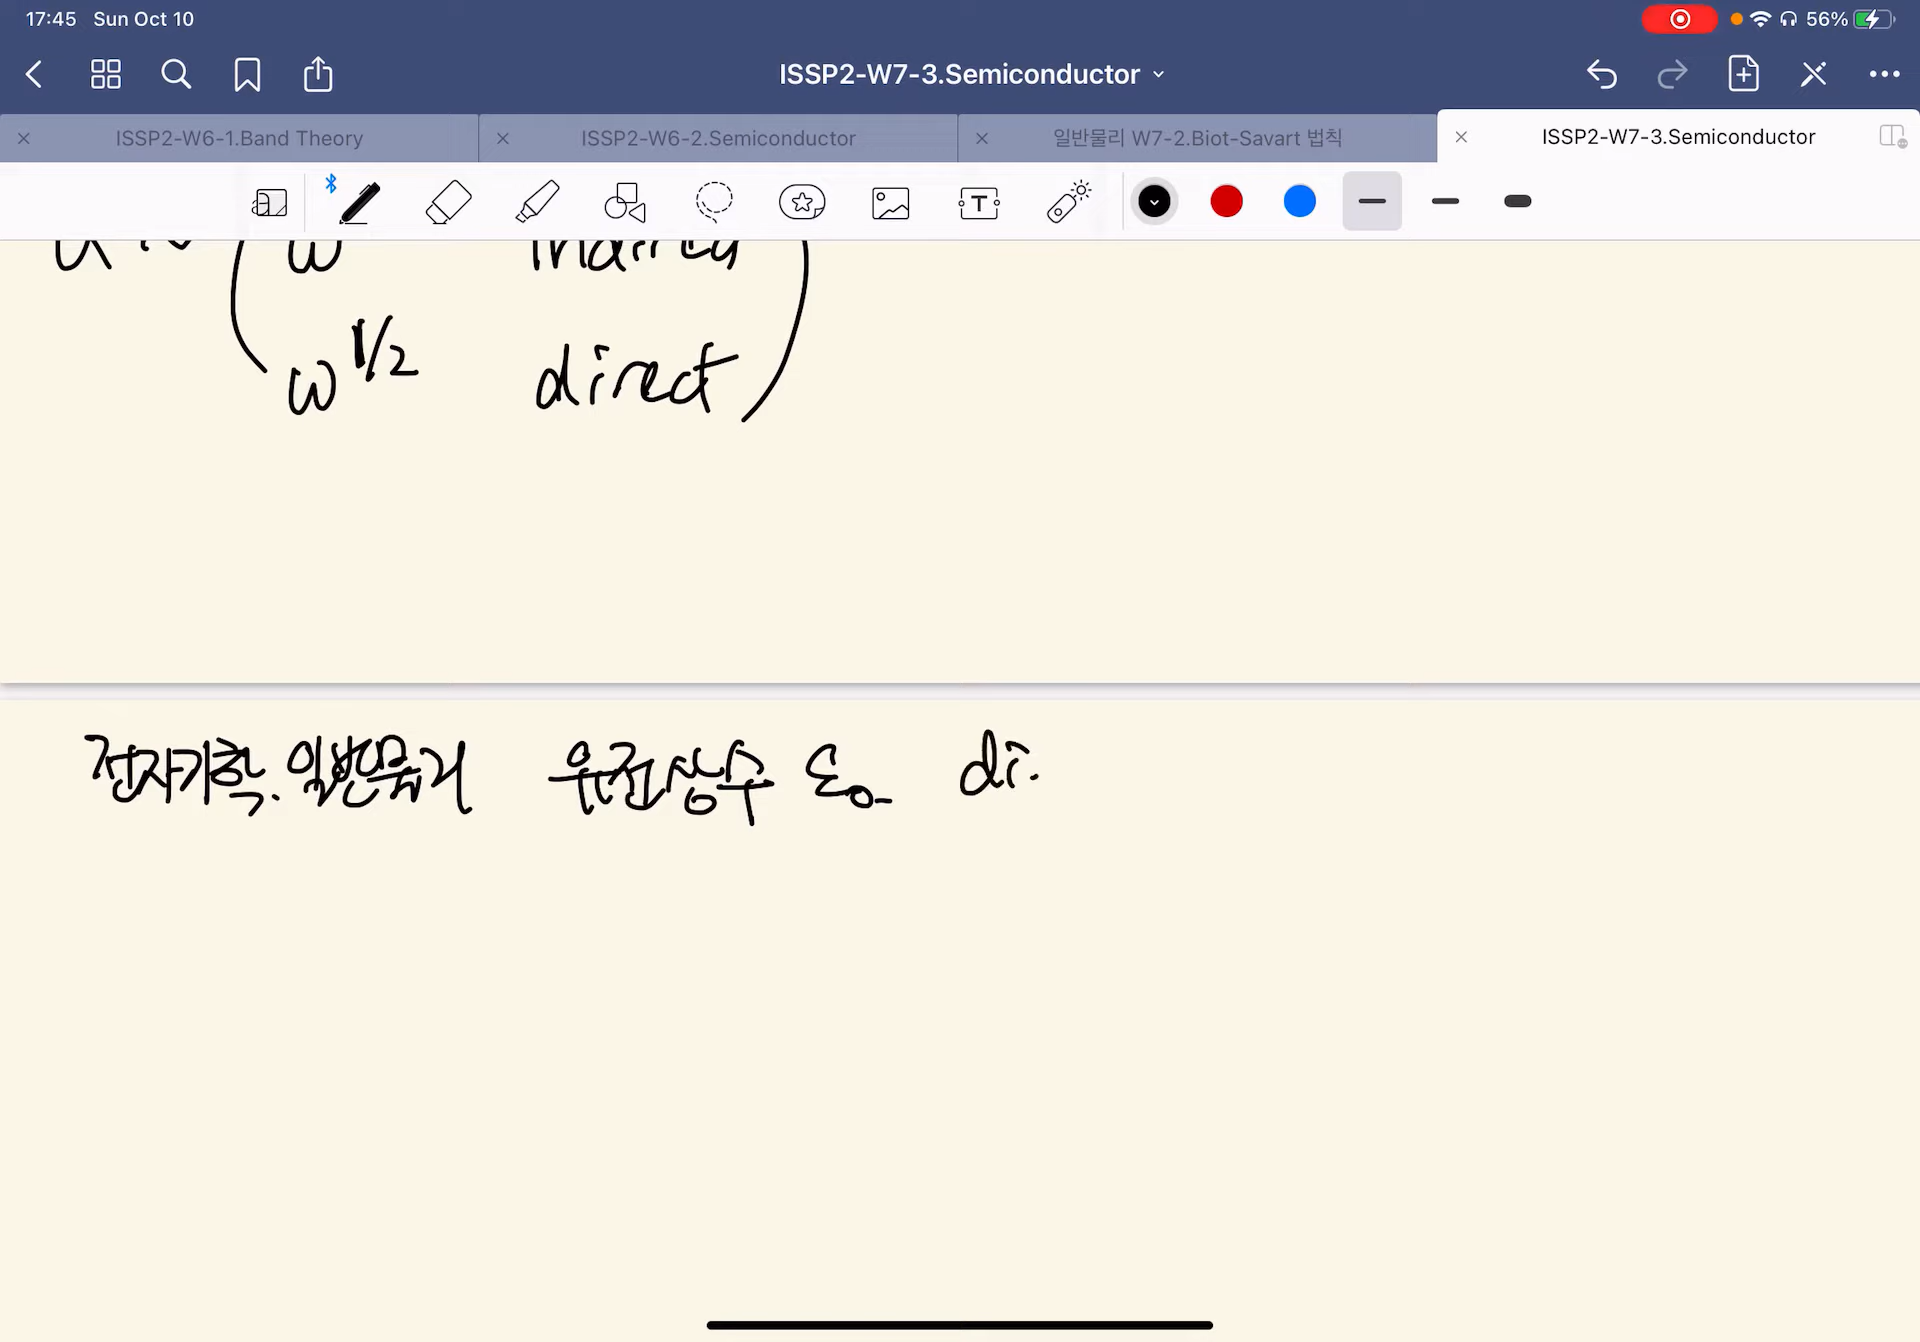 17:45 Sun Oct 10 56%
ISSP2-W7-3.Semiconductor
ISSP2-W6-1.Band Theory ISSP2-W6-2.Semiconductor 일반물리 W7-2.Biot-Savart 법칙 ISSP2-W7-3.Semiconductor
ω indirect
ω^1/2 direct
전자기학. 일반물리 유전상수 ε₀ di